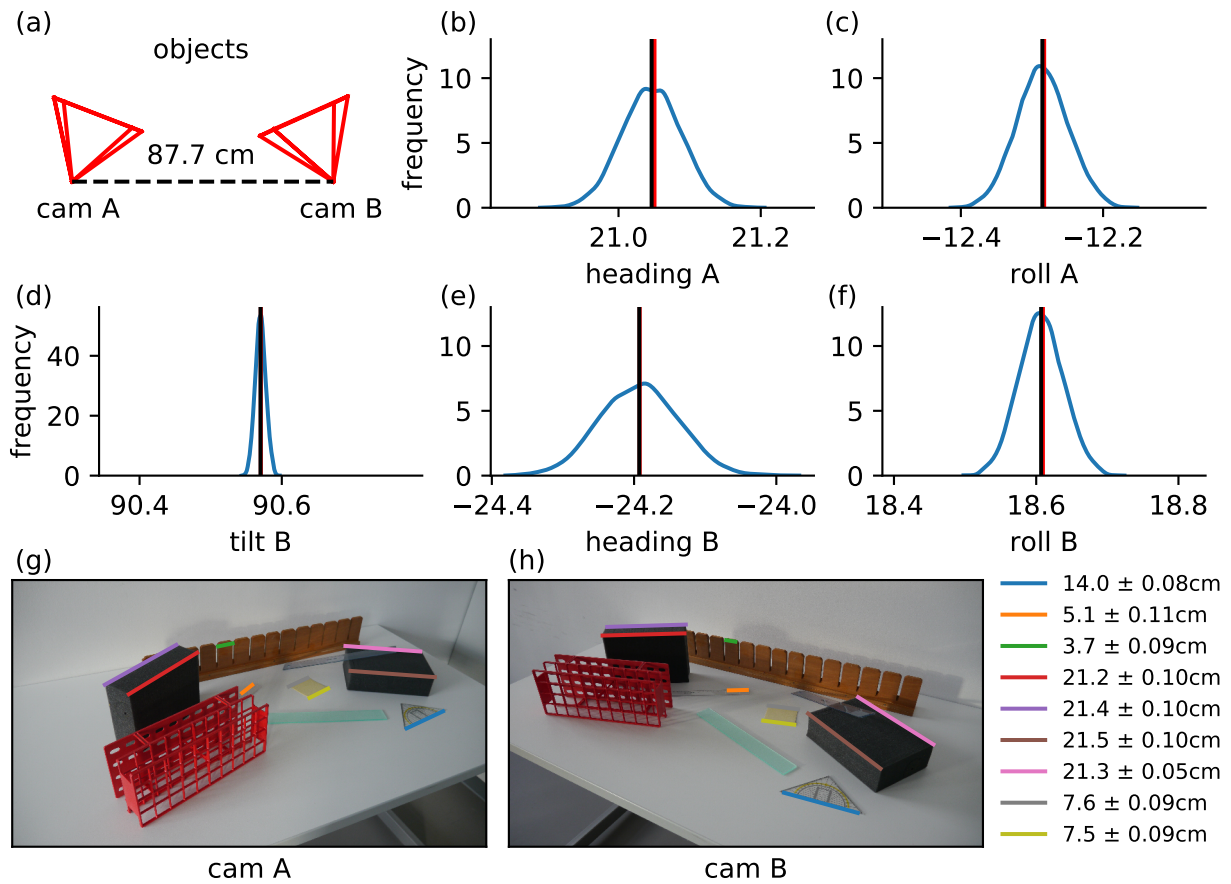 (a)
objects
87.7 cm
cam A
cam B
(b)
frequency
10
5
0
21.0
21.2
heading A
(c)
10
5
0
−12.4
−12.2
roll A
(d)
frequency
40
20
0
90.4
90.6
tilt B
(e)
10
5
0
−24.4
−24.2
−24.0
heading B
(f)
10
5
0
18.4
18.6
18.8
roll B
(g)
cam A
(h)
cam B
14.0 ± 0.08cm
5.1 ± 0.11cm
3.7 ± 0.09cm
21.2 ± 0.10cm
21.4 ± 0.10cm
21.5 ± 0.10cm
21.3 ± 0.05cm
7.6 ± 0.09cm
7.5 ± 0.09cm